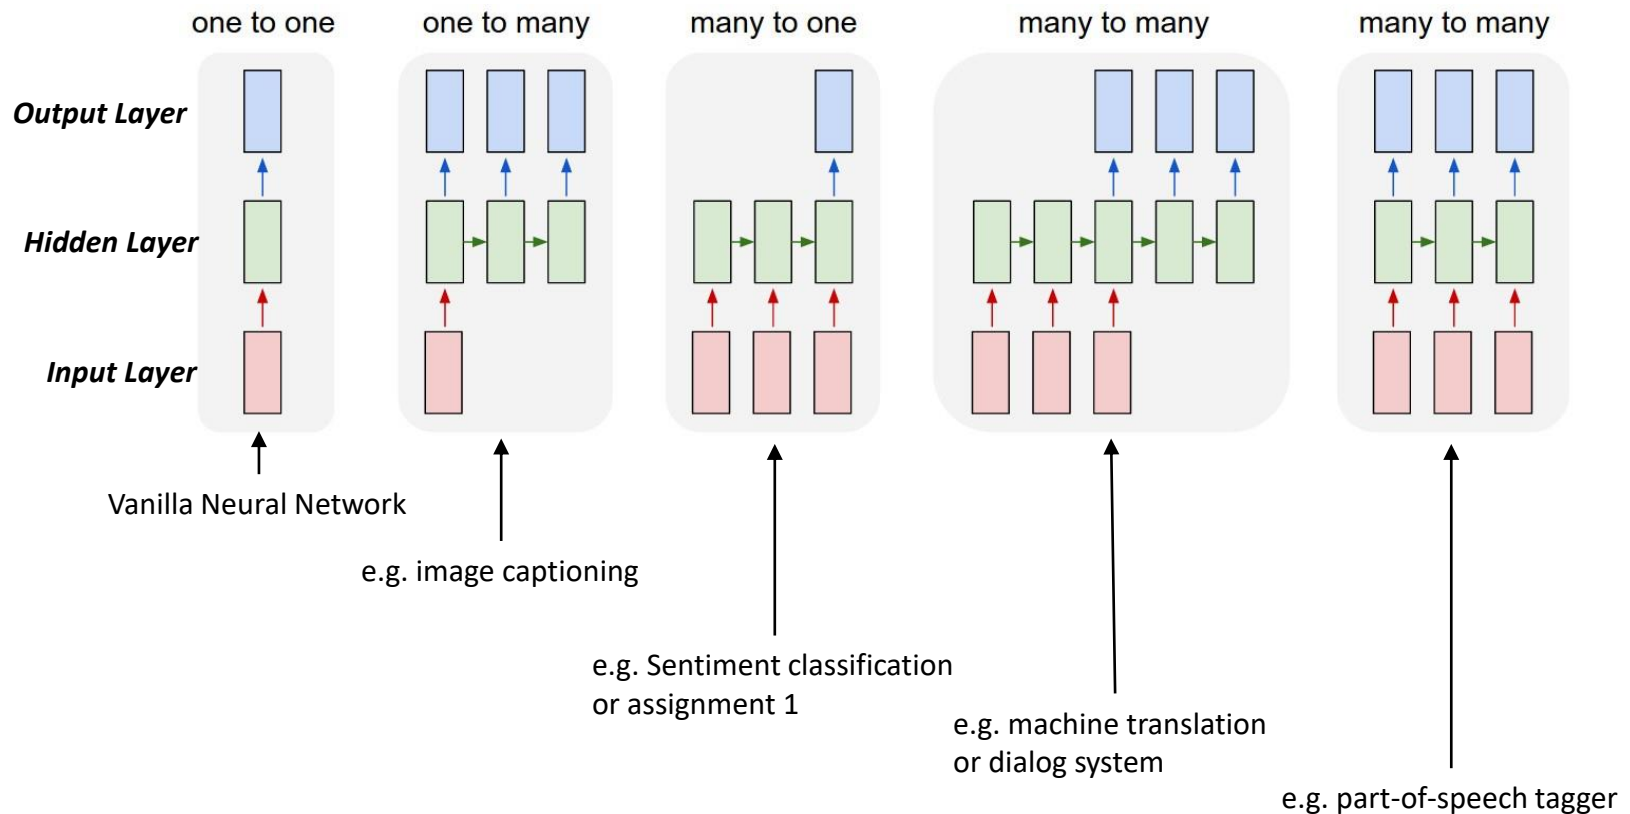 one to one
one to many
many to one
many to many
many to many
Output Layer
Hidden Layer
Input Layer
Vanilla Neural Network
e.g. image captioning
e.g. Sentiment classification
or assignment 1
e.g. machine translation
or dialog system
e.g. part-of-speech tagger